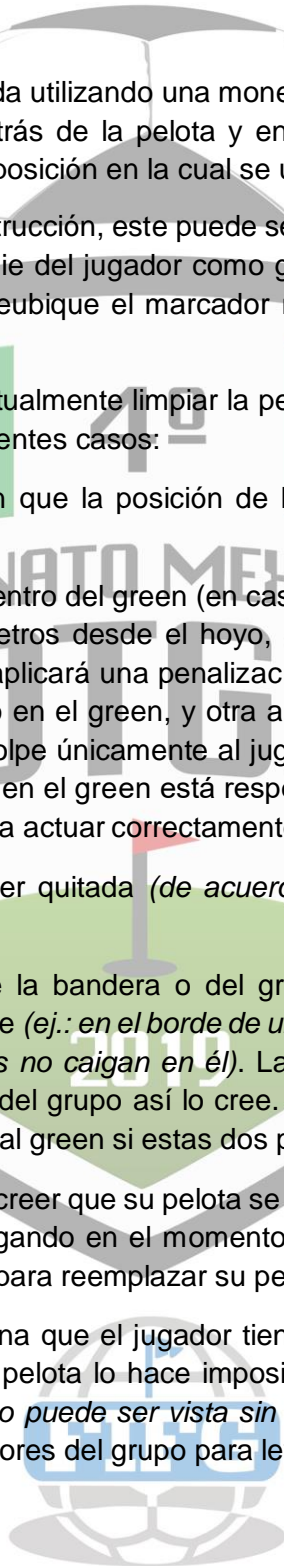 da utilizando una mone
trás de la pelota y en
posición en la cual se u
trucción, este puede se
ie del jugador como g
eubique el marcador
tualmente limpiar la pe
4º
entes casos:
n que la posición de l
NATO MEX
entro del green (en cas
etros desde el hoyo,
aplicará una penalizac
o en el green, y otra a
olpe únicamente al jug
en el green está respo
a actuar correctament
er quitada (de acuerd
e la bandera o del gr
e (ej.: en el borde de u
2019
s no caigan en él). La
del grupo así lo cree.
al green si estas dos p
creer que su pelota se
gando en el momento
para reemplazar su pe
na que el jugador tien
pelota lo hace imposi
FIFG
o puede ser vista sin
ores del grupo para le